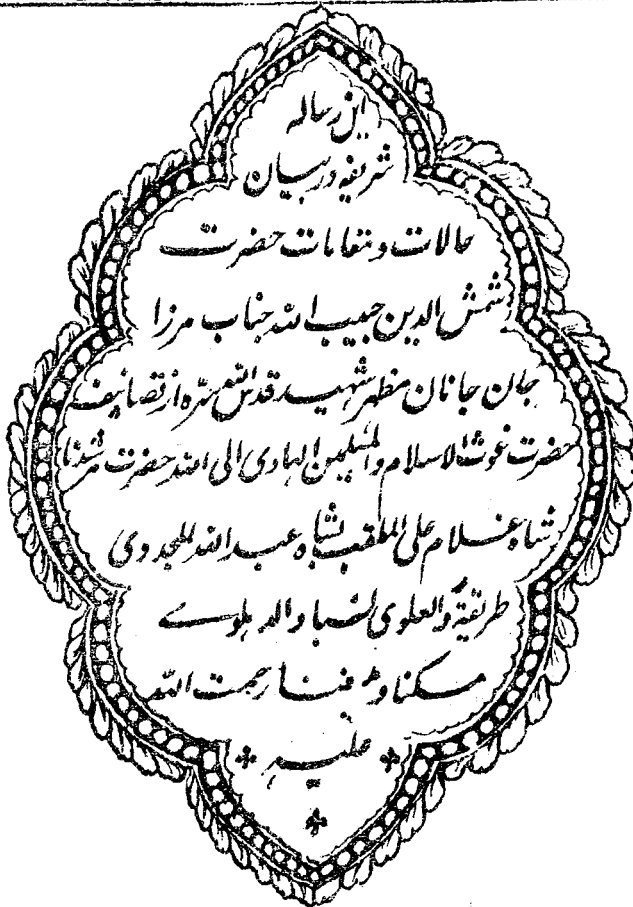 این رساله
شریفه در بیان
حالات و مقامات حضرت
شمس الدین حبیب الله جناب مرزا
جان جانان مظهر شهید قدس الله سره از تصانیف
حضرت غوث الاسلام والمسلمین الهادی الی الله حضرت مرشدنا
شاه غلام علی الملقب بشاه عبد الله المجددی
طریقة والعلوی نسبا والدهلوے
مسکنا و مدفنا رحمت الله
علیه